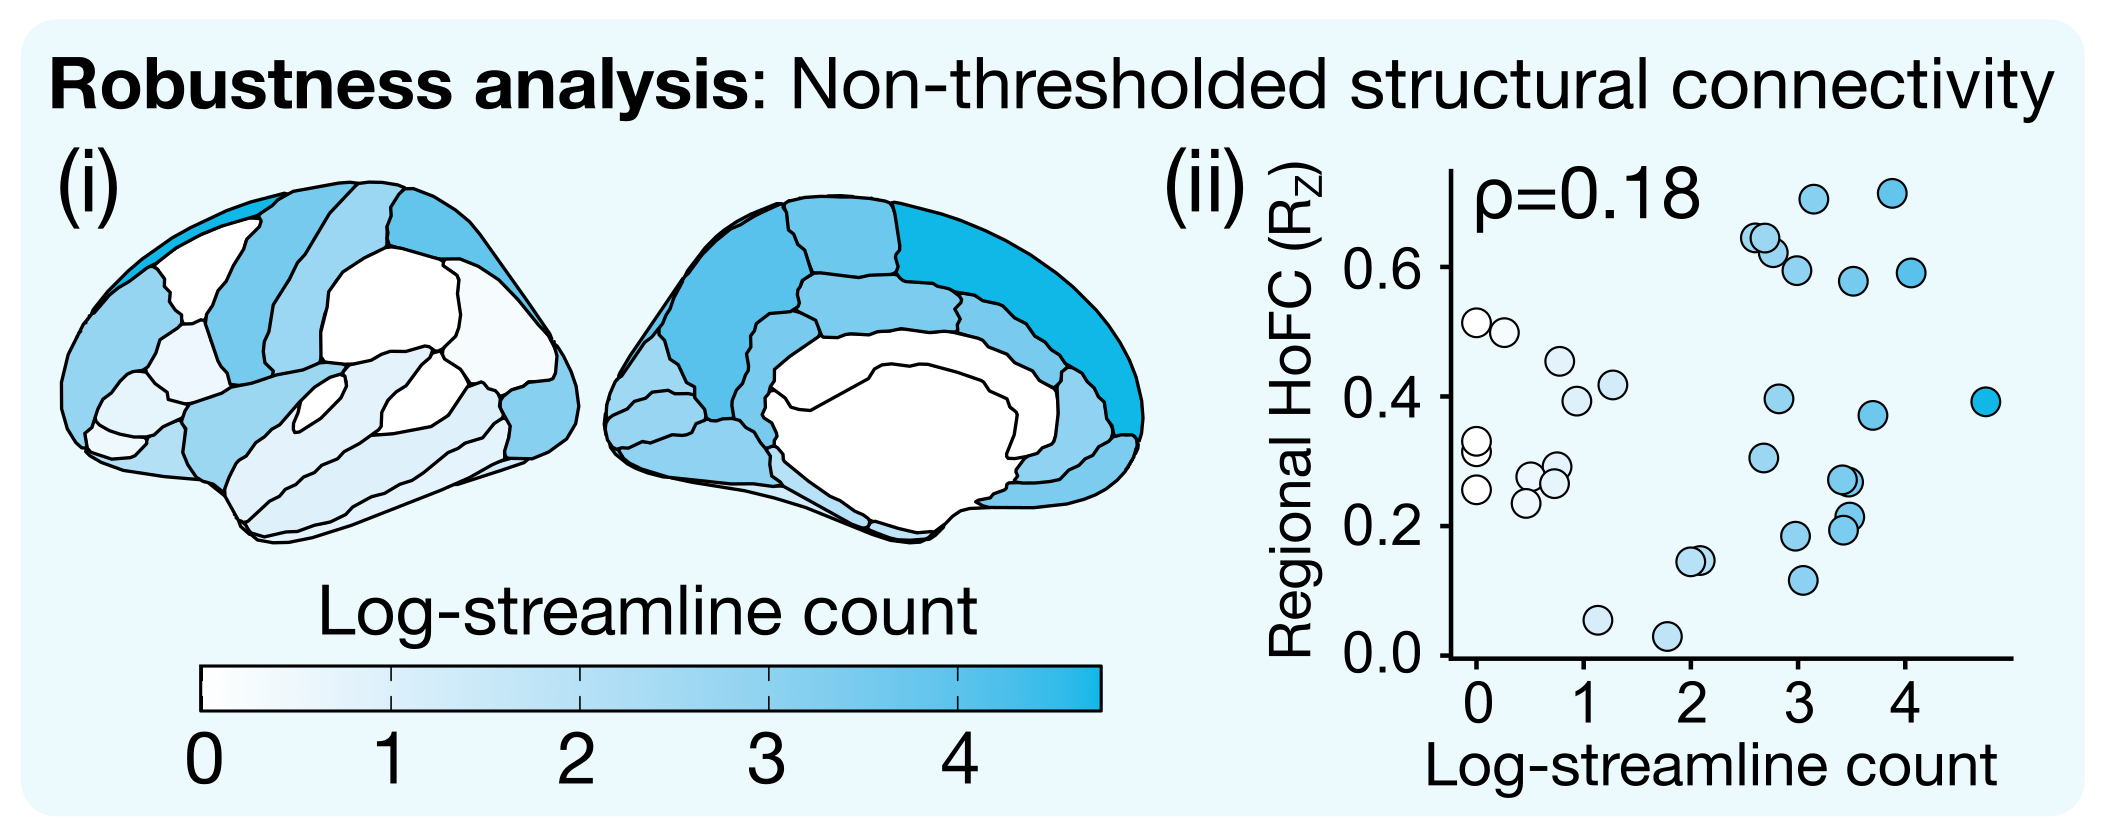 Robustness analysis: Non-thresholded structural connectivity
(i)
Log-streamline count
0 1 2 3 4
(ii)
Regional HoFC (R_Z)
ρ=0.18
0.6
0.4
0.2
0.0
0 1 2 3 4
Log-streamline count